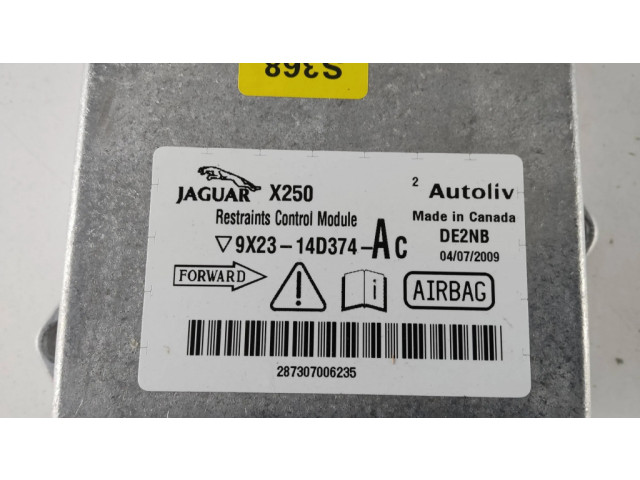 S368
JAGUAR X250
2 Autoliv
Restraints Control Module
Made in Canada
9X23-14D374-AC
DE2NB
04/07/2009
FORWARD
i
AIRBAG
287307006235